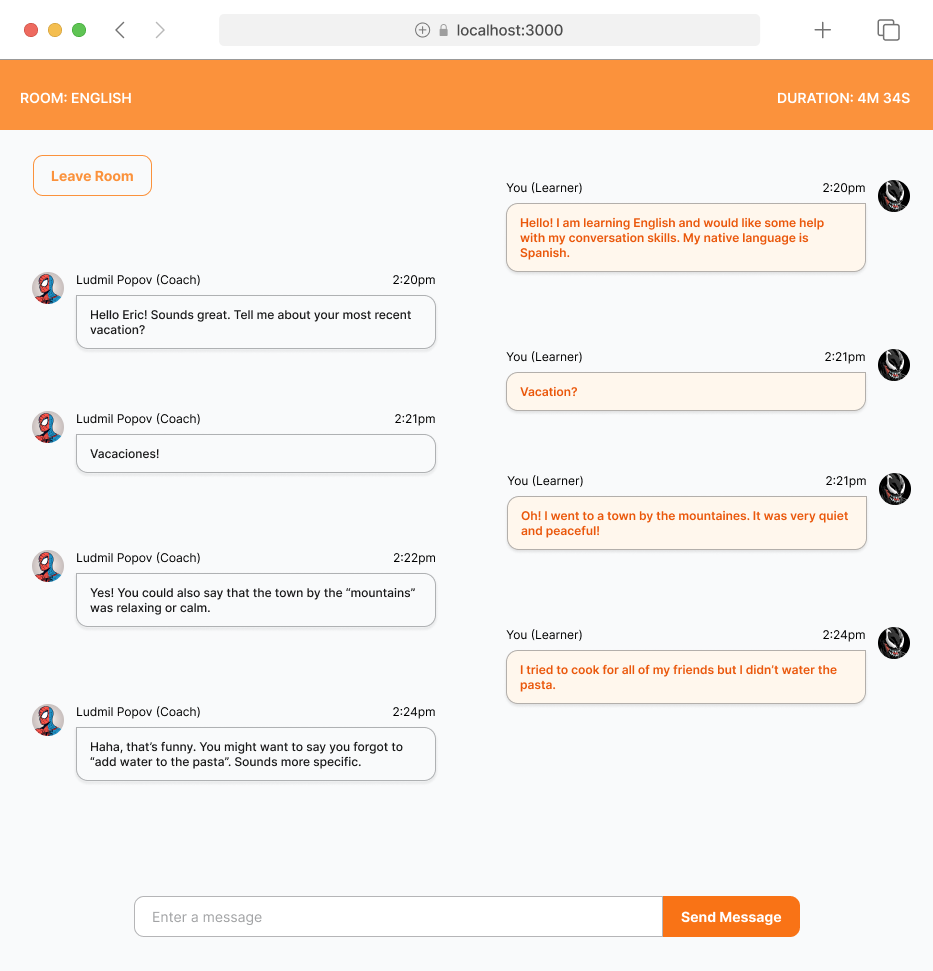 localhost:3000
ROOM: ENGLISH
DURATION: 4M 34S
Leave Room
You (Learner)
2:20pm
Hello! I am learning English and would like some help
with my conversation skills. My native language is
Spanish.
Ludmil Popov (Coach)
2:20pm
Hello Eric! Sounds great. Tell me about your most recent
vacation?
You (Learner)
2:21pm
Vacation?
Ludmil Popov (Coach)
2:21pm
Vacaciones!
You (Learner)
2:21pm
Oh! I went to a town by the mountaines. It was very quiet
and peaceful!
Ludmil Popov (Coach)
2:22pm
Yes! You could also say that the town by the “mountains”
was relaxing or calm.
You (Learner)
2:24pm
I tried to cook for all of my friends but I didn’t water the
pasta.
Ludmil Popov (Coach)
2:24pm
Haha, that’s funny. You might want to say you forgot to
“add water to the pasta”. Sounds more specific.
Enter a message
Send Message